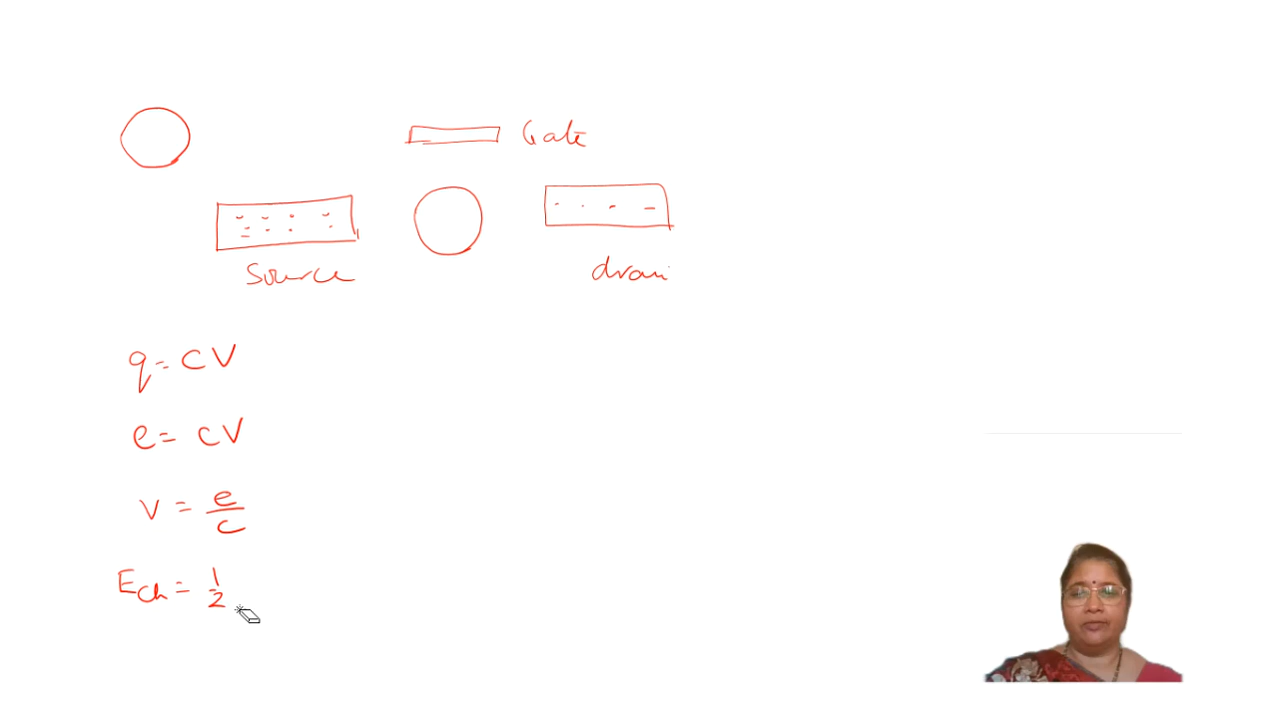 Gate
Source
drain
q = CV
e = CV
V = e/c
ECh = 1/2